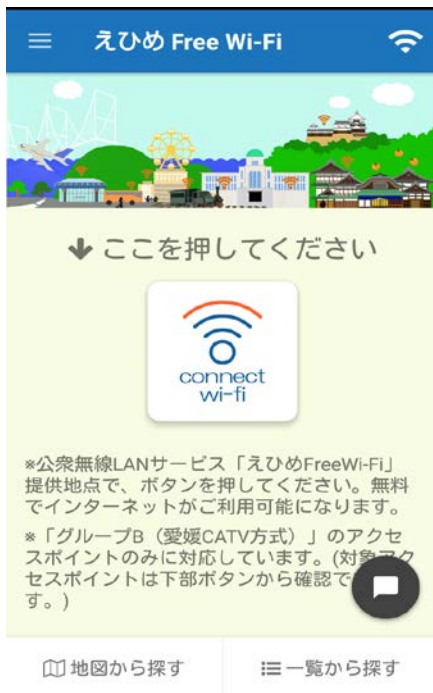 えひめ Free Wi-Fi
ここを押してください
connect
wi-fi
※公衆無線LANサービス「えひめFreeWi-Fi」
提供地点で、ボタンを押してください。無料
でインターネットがご利用可能になります。
※「グループB（愛媛CATV方式）」のアクセ
スポイントのみに対応しています。(対象アク
セスポイントは下部ボタンから確認で
す。)
地図から探す
一覧から探す